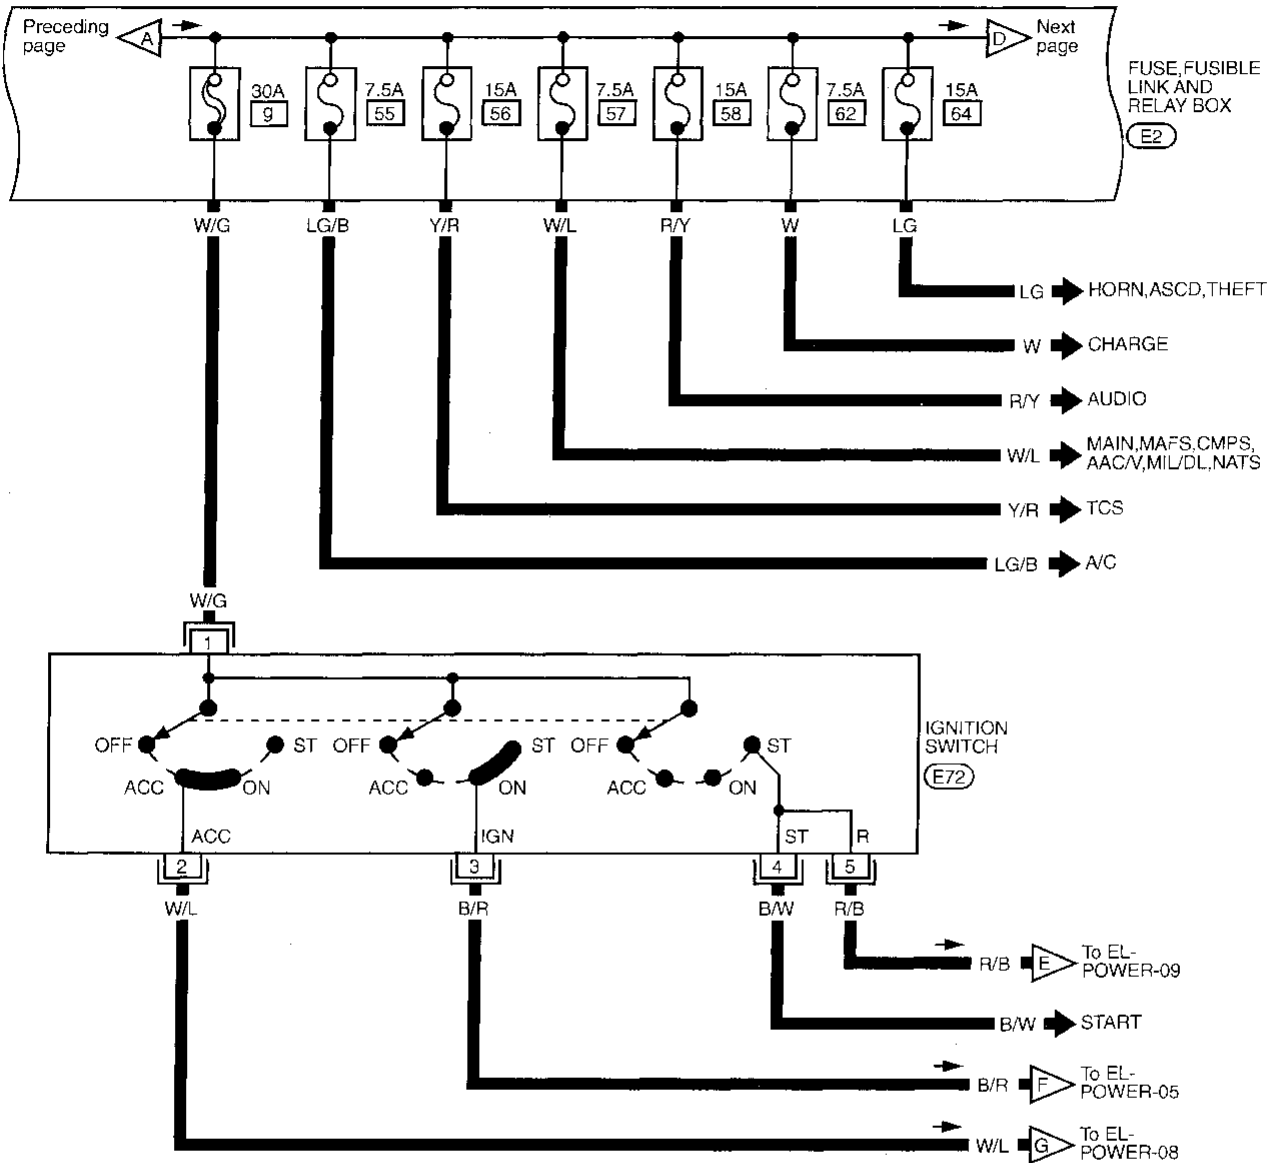 Preceding
page
A
D
Next
page
FUSE,FUSIBLE
LINK AND
RELAY BOX
E2
30A
g
7.5A
55
15A
56
7.5A
57
15A
58
7.5A
62
15A
64
W/G
LG/B
Y/R
W/L
R/Y
W
LG
LG
HORN,ASCD,THEFT
W
CHARGE
R/Y
AUDIO
W/L
MAIN,MAFS,CMPS,
AAC/V,MIL/DL,NATS
Y/R
TCS
LG/B
A/C
W/G
1
OFF
ST
ACC
ON
OFF
ST
ACC
ON
OFF
ST
ACC
ON
IGNITION
SWITCH
E72
ACC
IGN
ST
R
2
3
4
5
W/L
B/R
B/W
R/B
R/B
E
To EL-
POWER-09
B/W
START
B/R
F
To EL-
POWER-05
W/L
G
To EL-
POWER-08